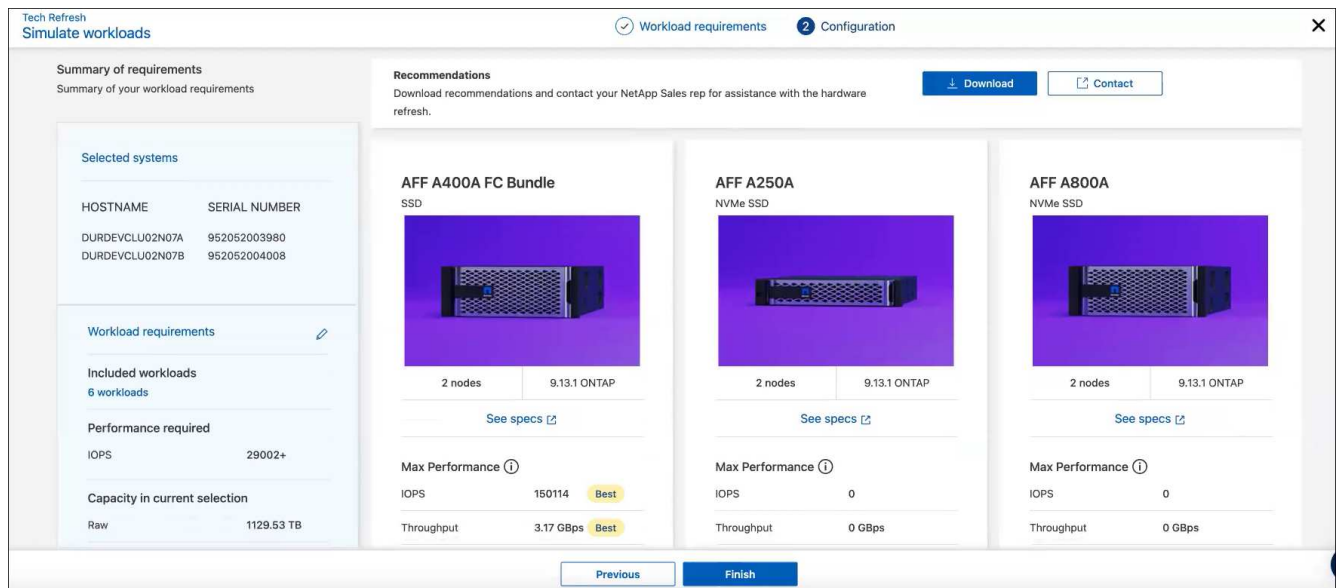 Tech Refresh
Simulate workloads
Workload requirements
2 Configuration
Summary of requirements
Summary of your workload requirements
Selected systems
HOSTNAME SERIAL NUMBER
DURDEVCLU02N07A 952052003980
DURDEVCLU02N07B 952052004008
Workload requirements
Included workloads
6 workloads
Performance required
IOPS 29002+
Capacity in current selection
Raw 1129.53 TB
Recommendations
Download recommendations and contact your NetApp Sales rep for assistance with the hardware
refresh.
Download
Contact
AFF A400A FC Bundle
SSD
2 nodes 9.13.1 ONTAP
See specs
Max Performance
IOPS 150114 Best
Throughput 3.17 GBps Best
AFF A250A
NVMe SSD
2 nodes 9.13.1 ONTAP
See specs
Max Performance
IOPS 0
Throughput 0 GBps
AFF A800A
NVMe SSD
2 nodes 9.13.1 ONTAP
See specs
Max Performance
IOPS 0
Throughput 0 GBps
Previous
Finish